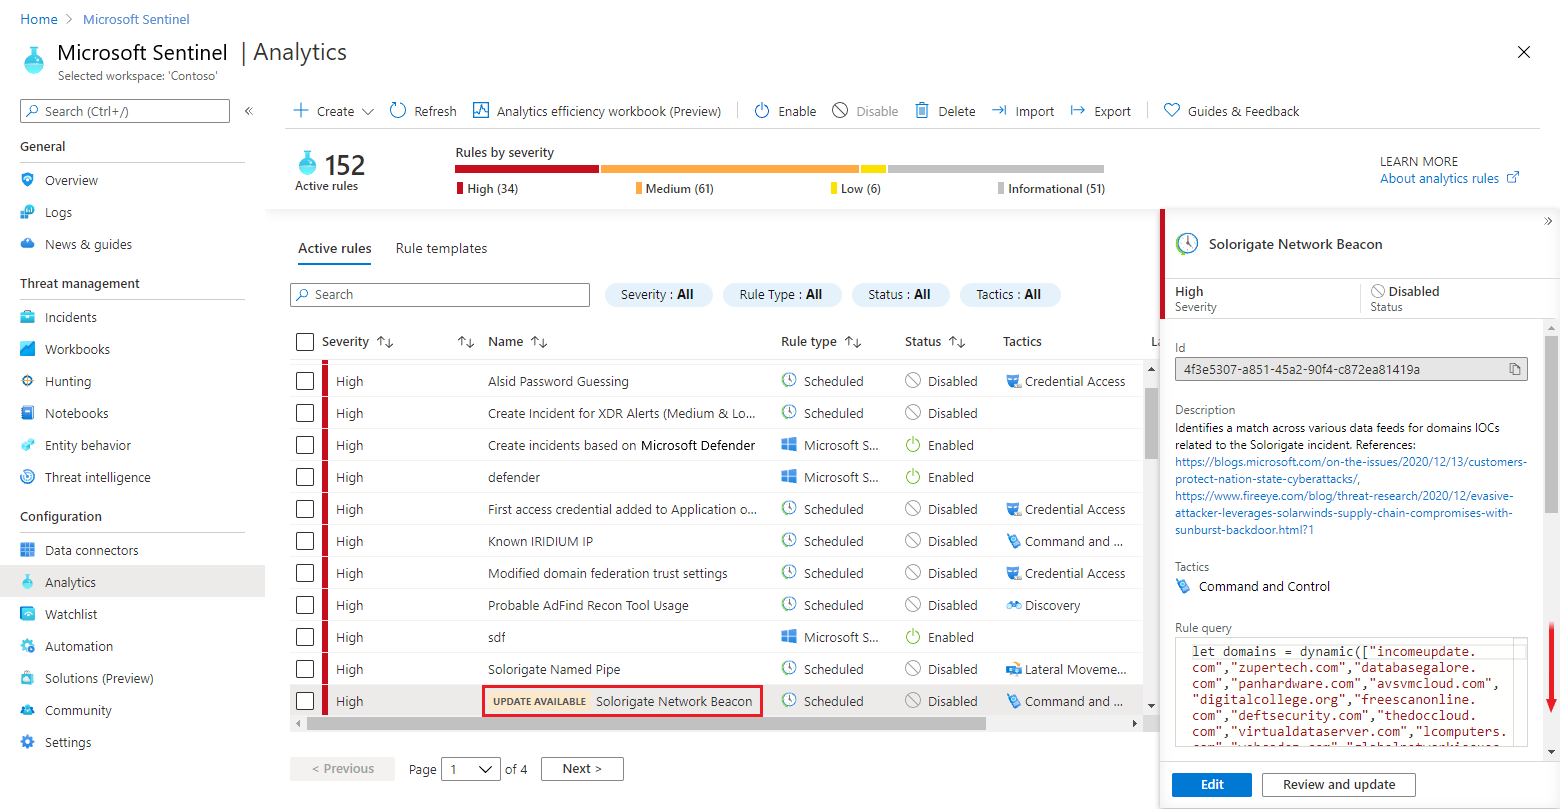 Home > Microsoft Sentinel
Microsoft Sentinel | Analytics
Selected workspace: 'Contoso'
Search (Ctrl+/)
«
General
Overview
Logs
News & guides
Threat management
Incidents
Workbooks
Hunting
Notebooks
Entity behavior
Threat intelligence
Configuration
Data connectors
Analytics
Watchlist
Automation
Solutions (Preview)
Community
Settings
Create Refresh Analytics efficiency workbook (Preview) Enable Disable Delete Import Export Guides & Feedback
152
Active rules
Rules by severity
High (34) Medium (61) Low (6) Informational (51)
LEARN MORE
About analytics rules
Active rules Rule templates
Search Severity : All Rule Type : All Status : All Tactics : All
Severity Name Rule type Status Tactics
High Alsid Password Guessing Scheduled Disabled Credential Access
High Create Incident for XDR Alerts (Medium & Lo... Scheduled Disabled
High Create incidents based on Microsoft Defender Microsoft S... Enabled
High defender Microsoft S... Enabled
High First access credential added to Application o... Scheduled Disabled Credential Access
High Known IRIDIUM IP Scheduled Disabled Command and ...
High Modified domain federation trust settings Scheduled Disabled Credential Access
High Probable AdFind Recon Tool Usage Scheduled Disabled Discovery
High sdf Microsoft S... Enabled
High Solorigate Named Pipe Scheduled Disabled Lateral Moveme...
High UPDATE AVAILABLE Solorigate Network Beacon Scheduled Disabled Command and ...
< Previous Page 1 of 4 Next >
»
Solorigate Network Beacon
High Disabled
Severity Status
Id
4f3e5307-a851-45a2-90f4-c872ea81419a
Description
Identifies a match across various data feeds for domains IOCs
related to the Solorigate incident. References:
https://blogs.microsoft.com/on-the-issues/2020/12/13/customers-
protect-nation-state-cyberattacks/,
https://www.fireeye.com/blog/threat-research/2020/12/evasive-
attacker-leverages-solarwinds-supply-chain-compromises-with-
sunburst-backdoor.html?1
Tactics
Command and Control
Rule query
let domains = dynamic(["incomeupdate.
com","zupertech.com","databasegalore.
com","panhardware.com","avsvmcloud.com",
"digitalcollege.org","freescanonline.
com","deftsecurity.com","thedoccloud.
com","virtualdataserver.com","lcomputers.
Edit Review and update